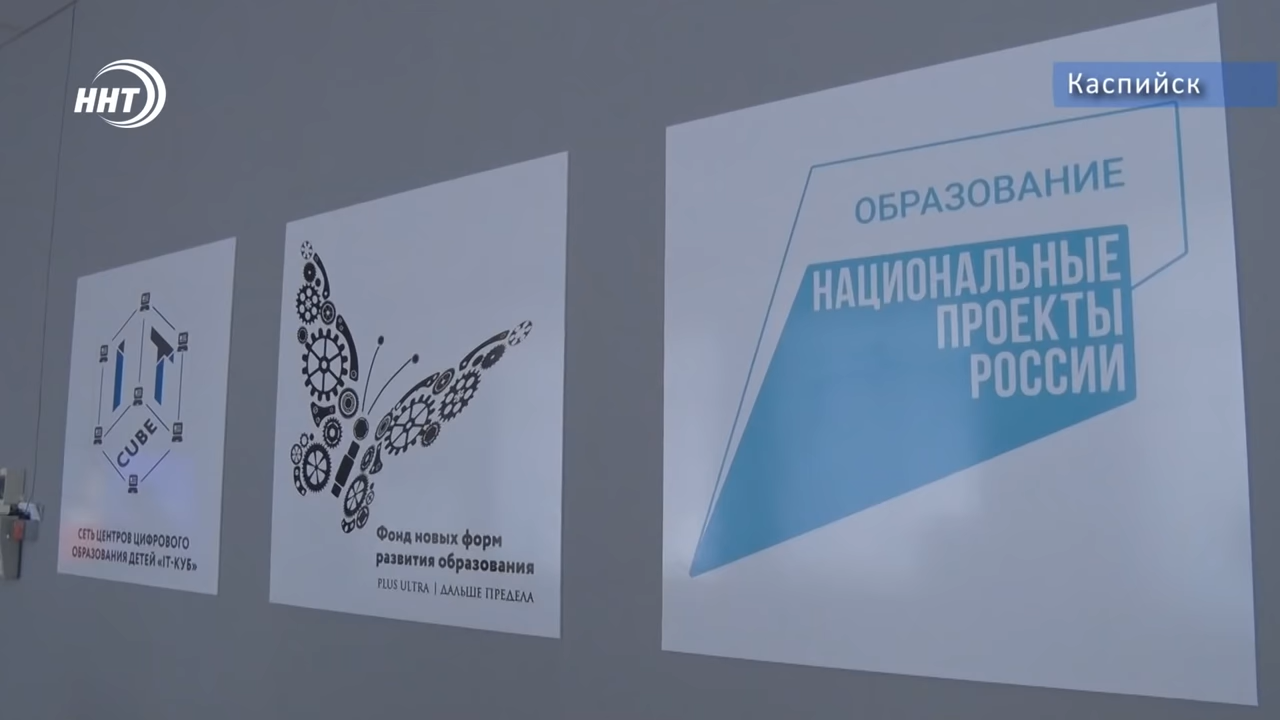 ННТ
Каспийск
IT
CUBE
СЕТЬ ЦЕНТРОВ ЦИФРОВОГО
ОБРАЗОВАНИЯ ДЕТЕЙ «IT-КУБ»
Фонд новых форм
развития образования
PLUS ULTRA | ДАЛЬШЕ ПРЕДЕЛА
ОБРАЗОВАНИЕ
НАЦИОНАЛЬНЫЕ
ПРОЕКТЫ
РОССИИ